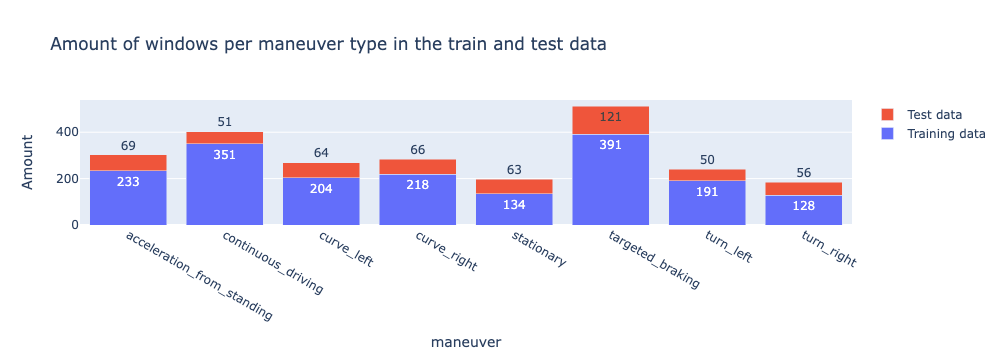 Amount of windows per maneuver type in the train and test data
Test data
Training data
Amount
400
200
0
69
51
64
66
63
121
50
56
233
351
204
218
134
391
191
128
acceleration_from_standing
continuous_driving
curve_left
curve_right
stationary
targeted_braking
turn_left
turn_right
maneuver